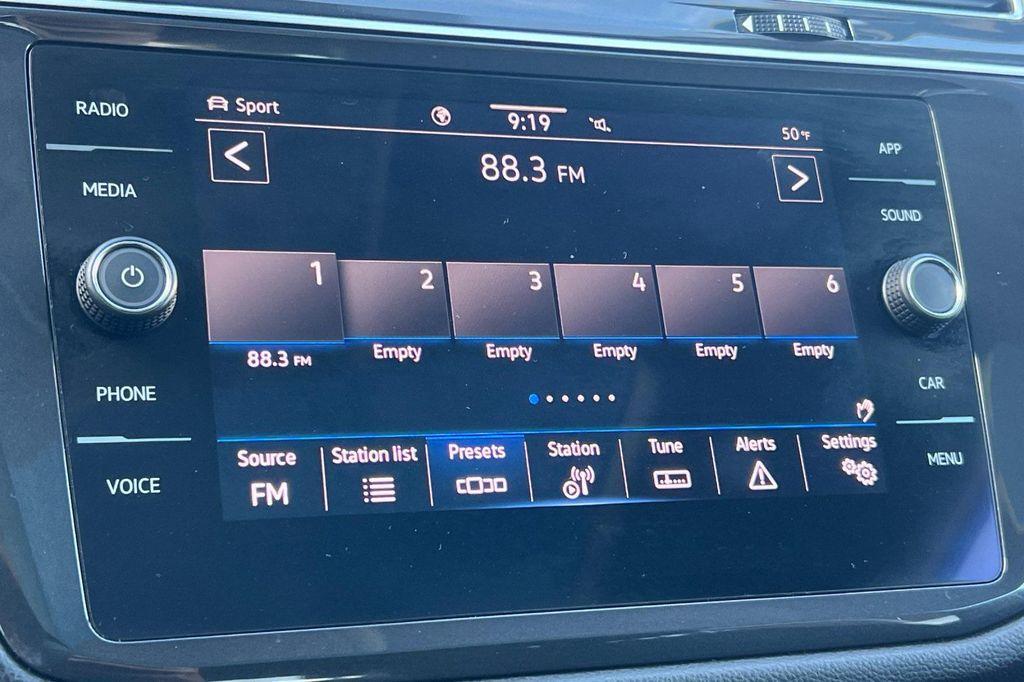 RADIO
MEDIA
PHONE
VOICE
Sport
9:19
50°F
88.3 FM
1 2 3 4 5 6
88.3 FM Empty Empty Empty Empty Empty
Source Station list Presets Station Tune Alerts Settings
FM
APP
SOUND
CAR
MENU